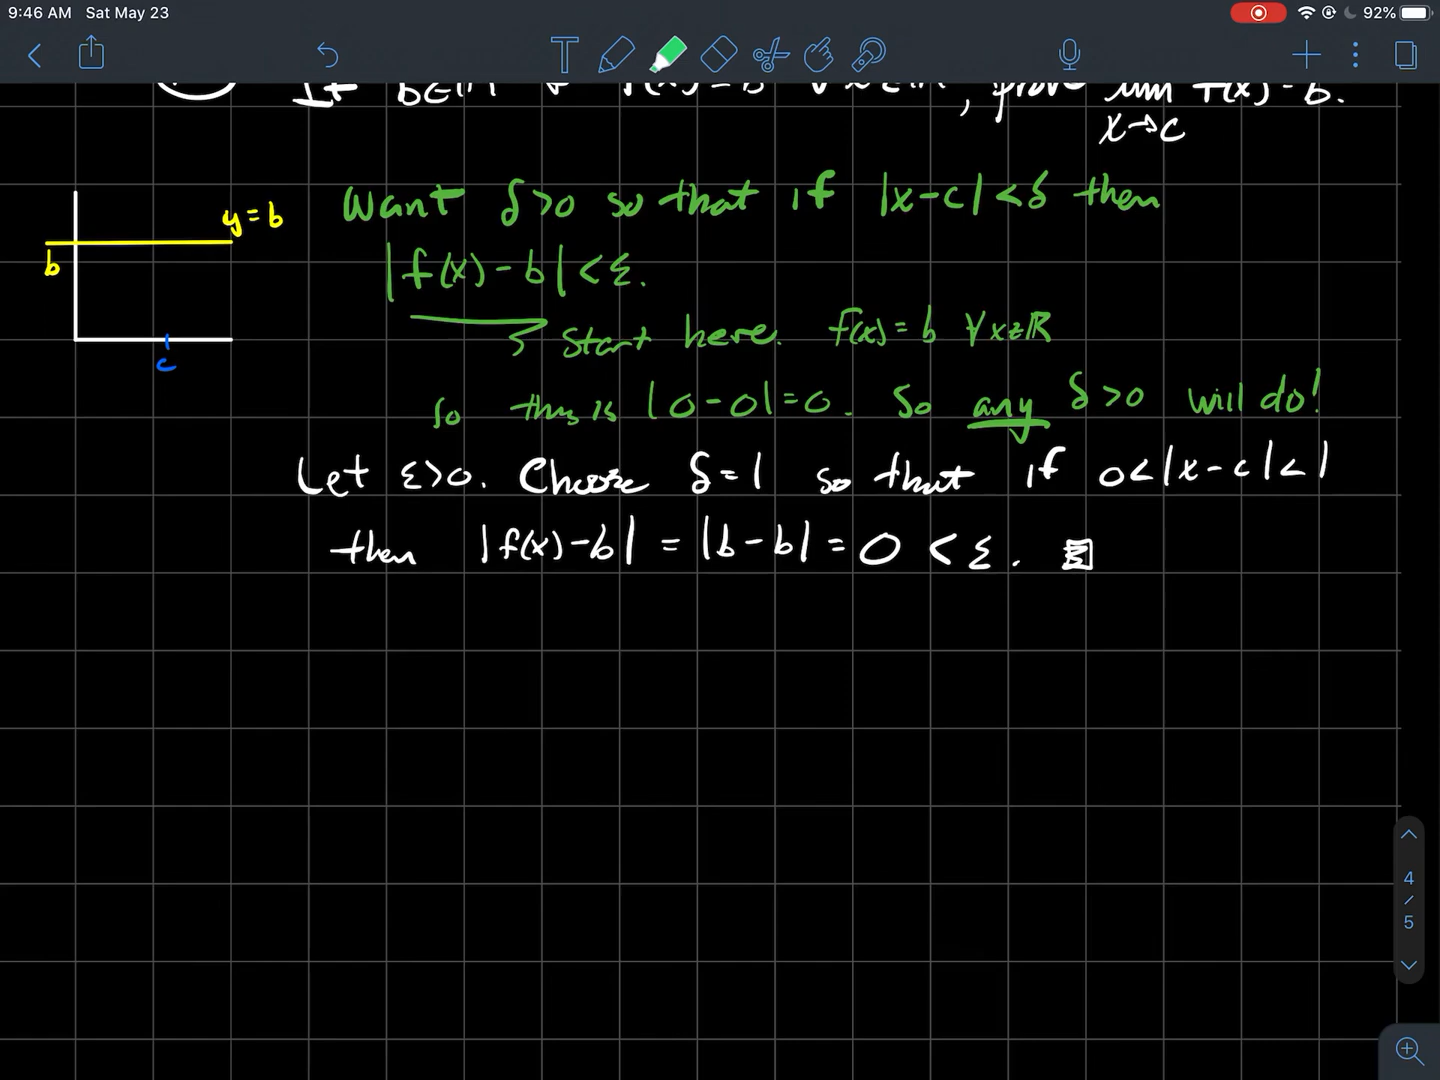 9:46 AM Sat May 23
92%
If b∈ℝ & f(x)=b ∀x∈ℝ, prove lim f(x)=b.
x→c
Want δ>0 so that if |x-c|<δ then
y=b
b
|f(x)-b|<ε.
Start here. f(x)=b ∀x∈ℝ
c
so this is |0-0|=0. So any δ>0 will do!
Let ε>0. Choose δ=1 so that if 0<|x-c|<1
then |f(x)-b| = |b-b| = 0 < ε.
4
/
5